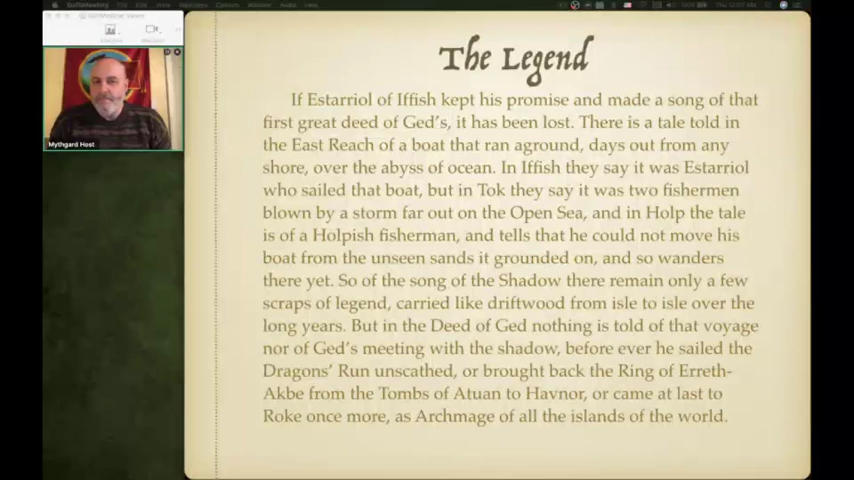 The Legend
If Estarriol of Iffish kept his promise and made a song of that
first great deed of Ged's, it has been lost. There is a tale told in
the East Reach of a boat that ran aground, days out from any
shore, over the abyss of ocean. In Iffish they say it was Estarriol
who sailed that boat, but in Tok they say it was two fishermen
blown by a storm far out on the Open Sea, and in Holp the tale
is of a Holpish fisherman, and tells that he could not move his
boat from the unseen sands it grounded on, and so wanders
there yet. So of the song of the Shadow there remain only a few
scraps of legend, carried like driftwood from isle to isle over the
long years. But in the Deed of Ged nothing is told of that voyage
nor of Ged's meeting with the shadow, before ever he sailed the
Dragons' Run unscathed, or brought back the Ring of Erreth-
Akbe from the Tombs of Atuan to Havnor, or came at last to
Roke once more, as Archmage of all the islands of the world.
Mythgard Host